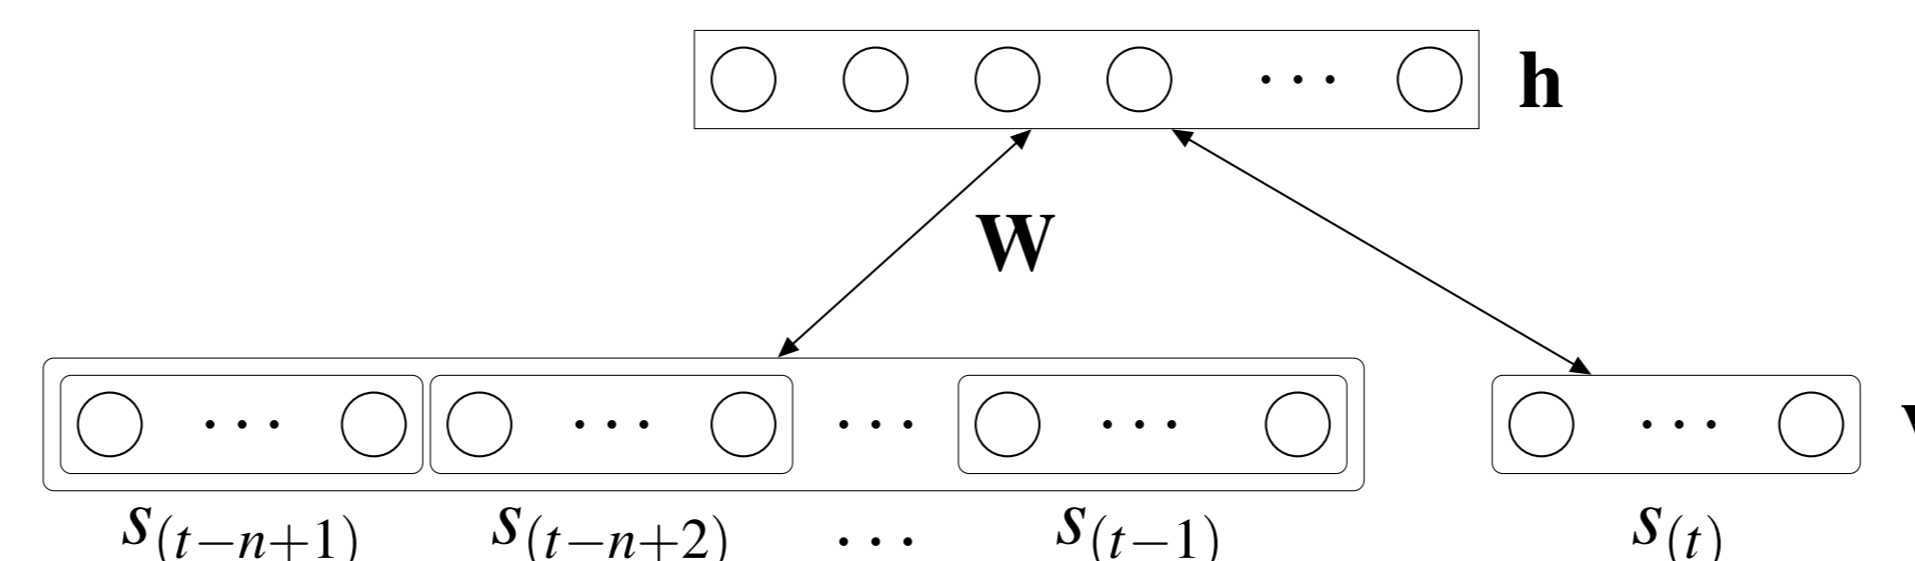 · · · h
W
· · · · · · · · · · · · · · ·
s(t−n+1) s(t−n+2) · · · s(t−1) s(t)